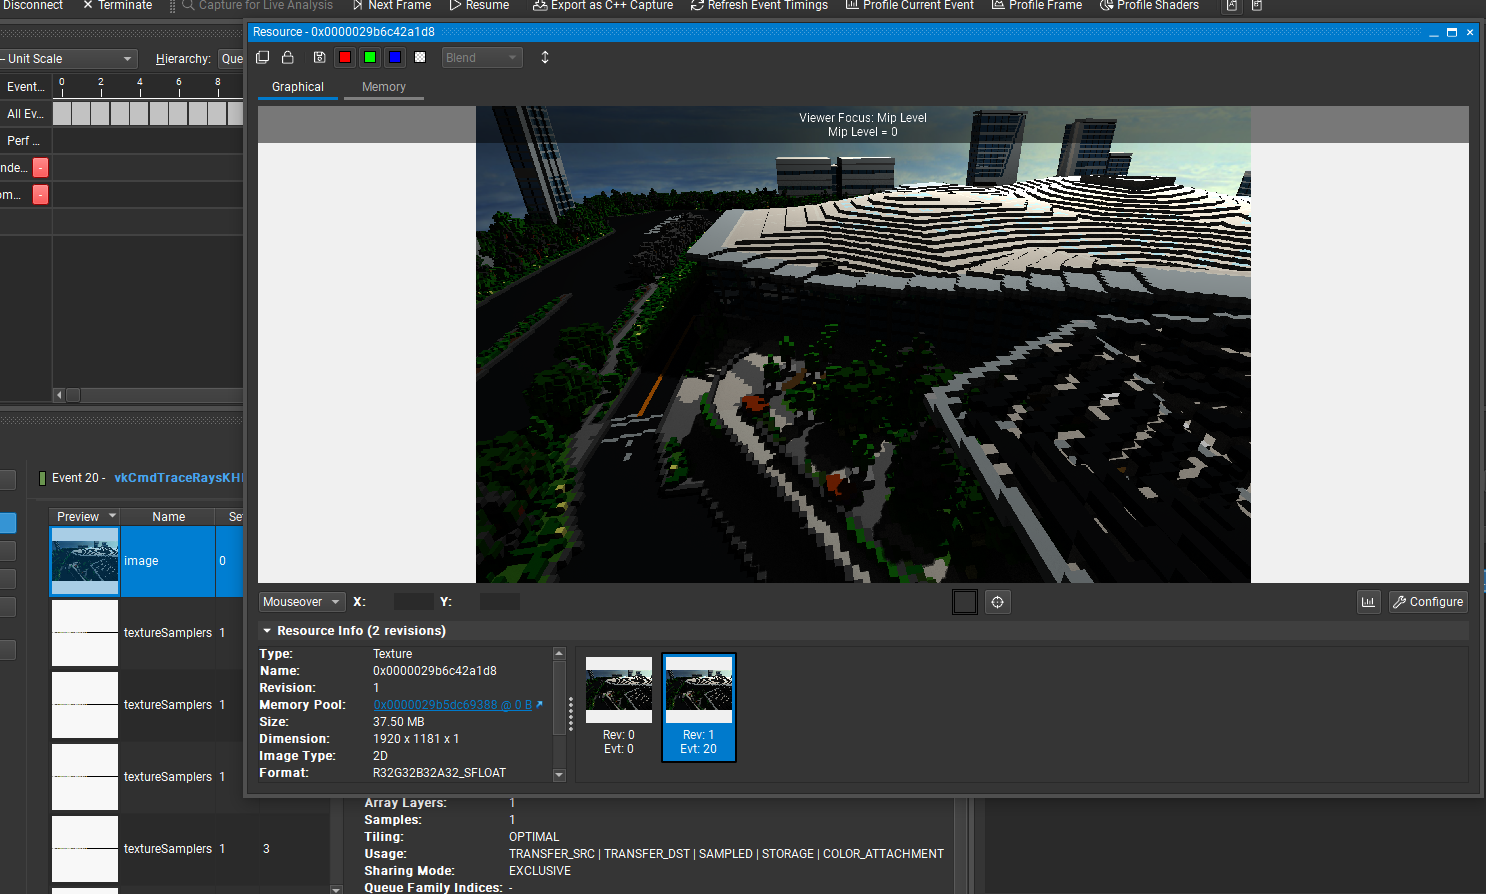 Disconnect
Terminate
Capture for Live Analysis
Next Frame
Resume
Export as C++ Capture
Refresh Event Timings
Profile Current Event
Profile Frame
Profile Shaders
Resource - 0x0000029b6c42a1d8
Unit Scale
Hierarchy:
Que
Blend
Event...
0 2 4 6 8
Graphical
Memory
All Ev...
Viewer Focus: Mip Level
Mip Level = 0
Perf ...
nde...
om...
Event 20 - vkCmdTraceRaysKH
Preview
Name
Se
image
0
textureSamplers 1
textureSamplers 1
textureSamplers 1
textureSamplers 1 3
Mouseover
X:
Y:
Configure
Resource Info (2 revisions)
Type: Texture
Name: 0x0000029b6c42a1d8
Revision: 1
Memory Pool: 0x0000029b5dc69388 @ 0 B
Size: 37.50 MB
Dimension: 1920 x 1181 x 1
Image Type: 2D
Format: R32G32B32A32_SFLOAT
Rev: 0
Evt: 0
Rev: 1
Evt: 20
Array Layers: 1
Samples: 1
Tiling: OPTIMAL
Usage: TRANSFER_SRC | TRANSFER_DST | SAMPLED | STORAGE | COLOR_ATTACHMENT
Sharing Mode: EXCLUSIVE
Queue Family Indices: -